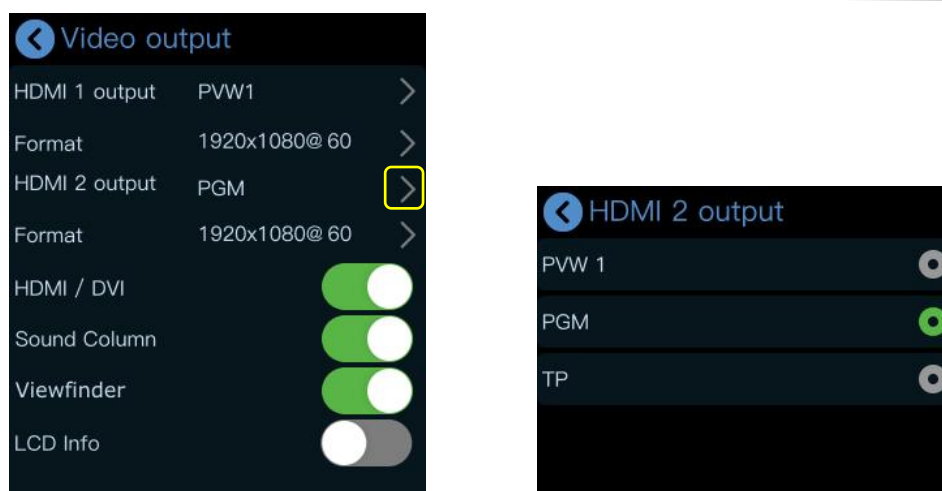 Video output
HDMI 1 output PVW1
Format 1920x1080@ 60
HDMI 2 output PGM
Format 1920x1080@ 60
HDMI / DVI
Sound Column
Viewfinder
LCD Info
HDMI 2 output
PVW 1
PGM
TP